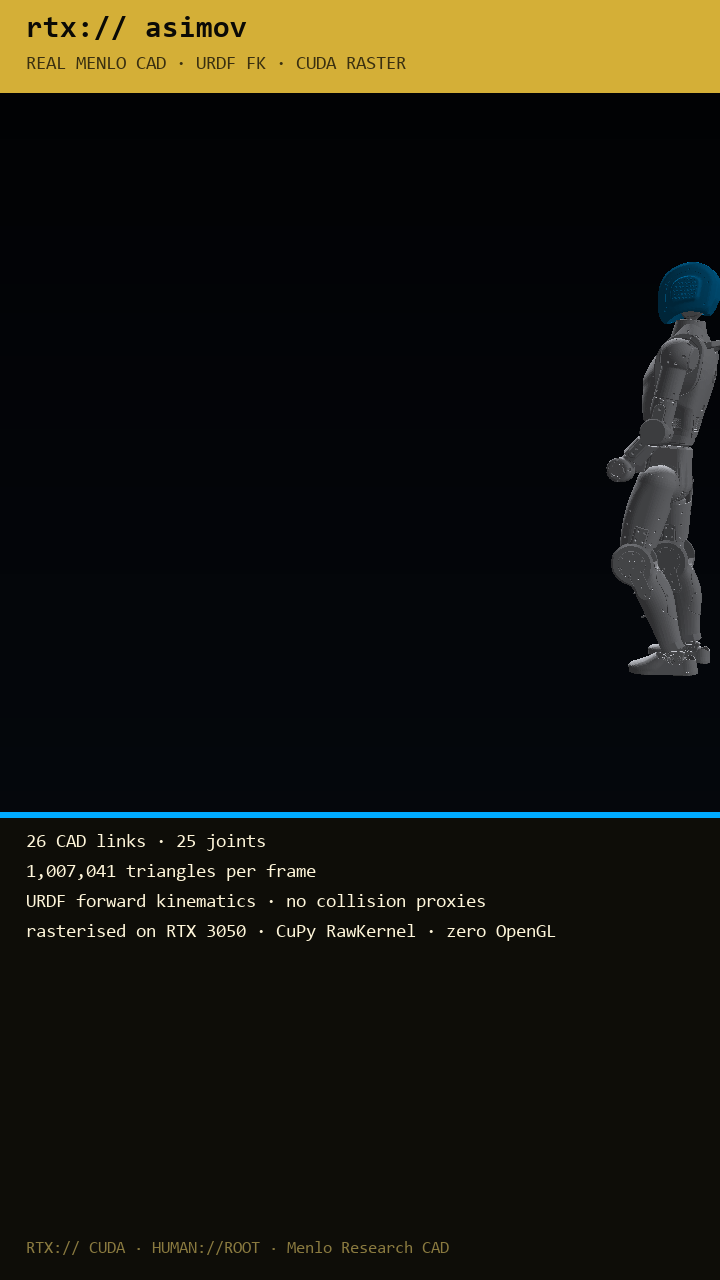 rtx:// asimov
REAL MENLO CAD · URDF FK · CUDA RASTER
26 CAD links · 25 joints
1,007,041 triangles per frame
URDF forward kinematics · no collision proxies
rasterised on RTX 3050 · CuPy RawKernel · zero OpenGL
RTX:// CUDA · HUMAN://ROOT · Menlo Research CAD